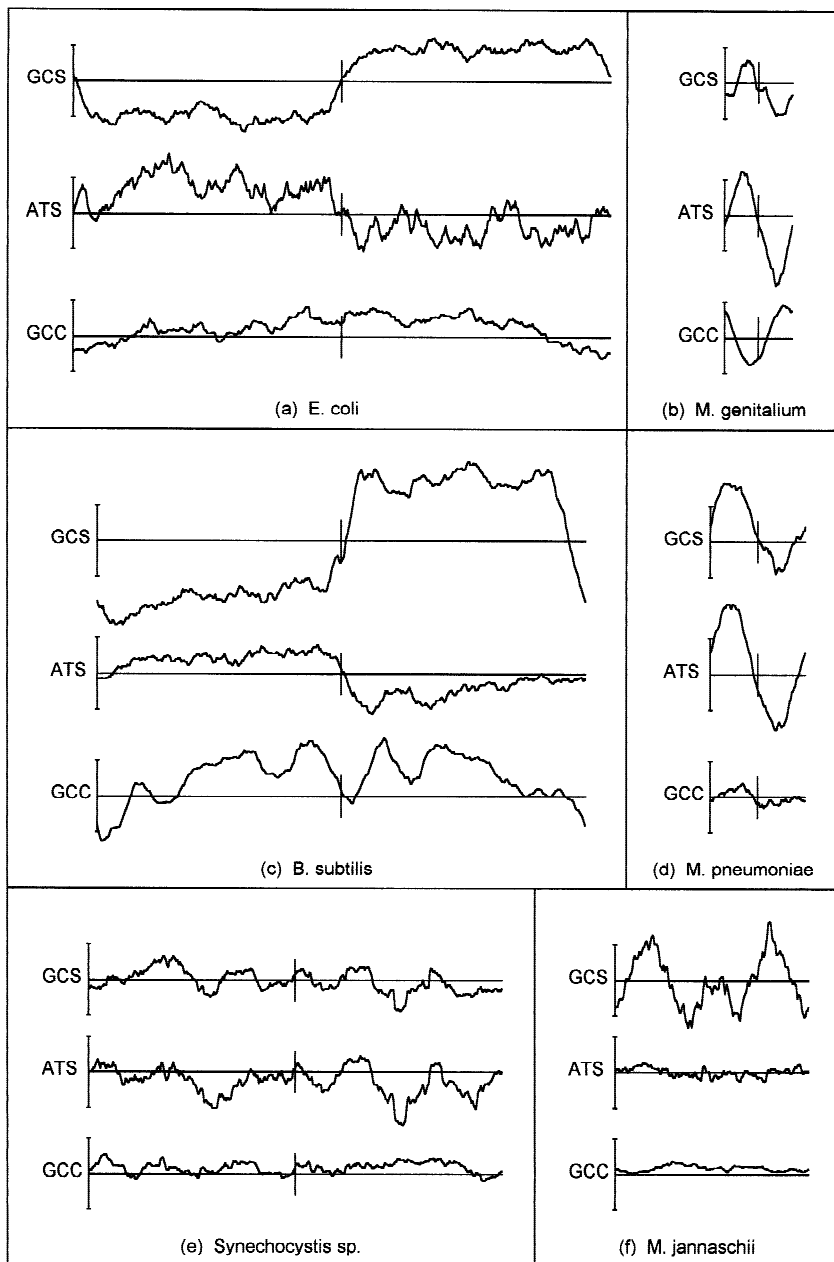 GCS
ATS
GCC
(a) E. coli
GCS
ATS
GCC
(b) M. genitalium
GCS
ATS
GCC
(c) B. subtilis
GCS
ATS
GCC
(d) M. pneumoniae
GCS
ATS
GCC
(e) Synechocystis sp.
GCS
ATS
GCC
(f) M. jannaschii